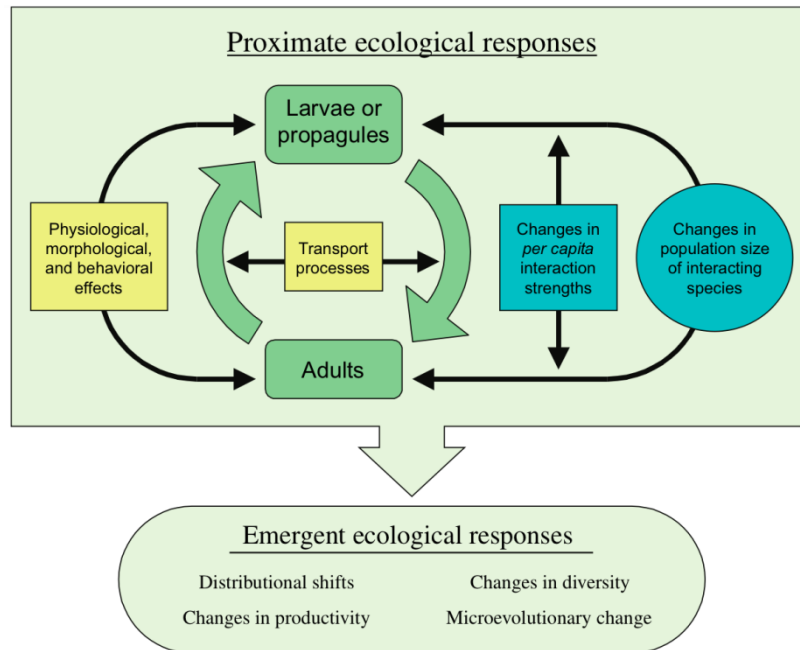 Proximate ecological responses
Larvae or
propagules
Physiological,
morphological,
and behavioral
effects
Transport
processes
Changes in
per capita
interaction
strengths
Changes in
population size
of interacting
species
Adults
Emergent ecological responses
Distributional shifts
Changes in diversity
Changes in productivity
Microevolutionary change